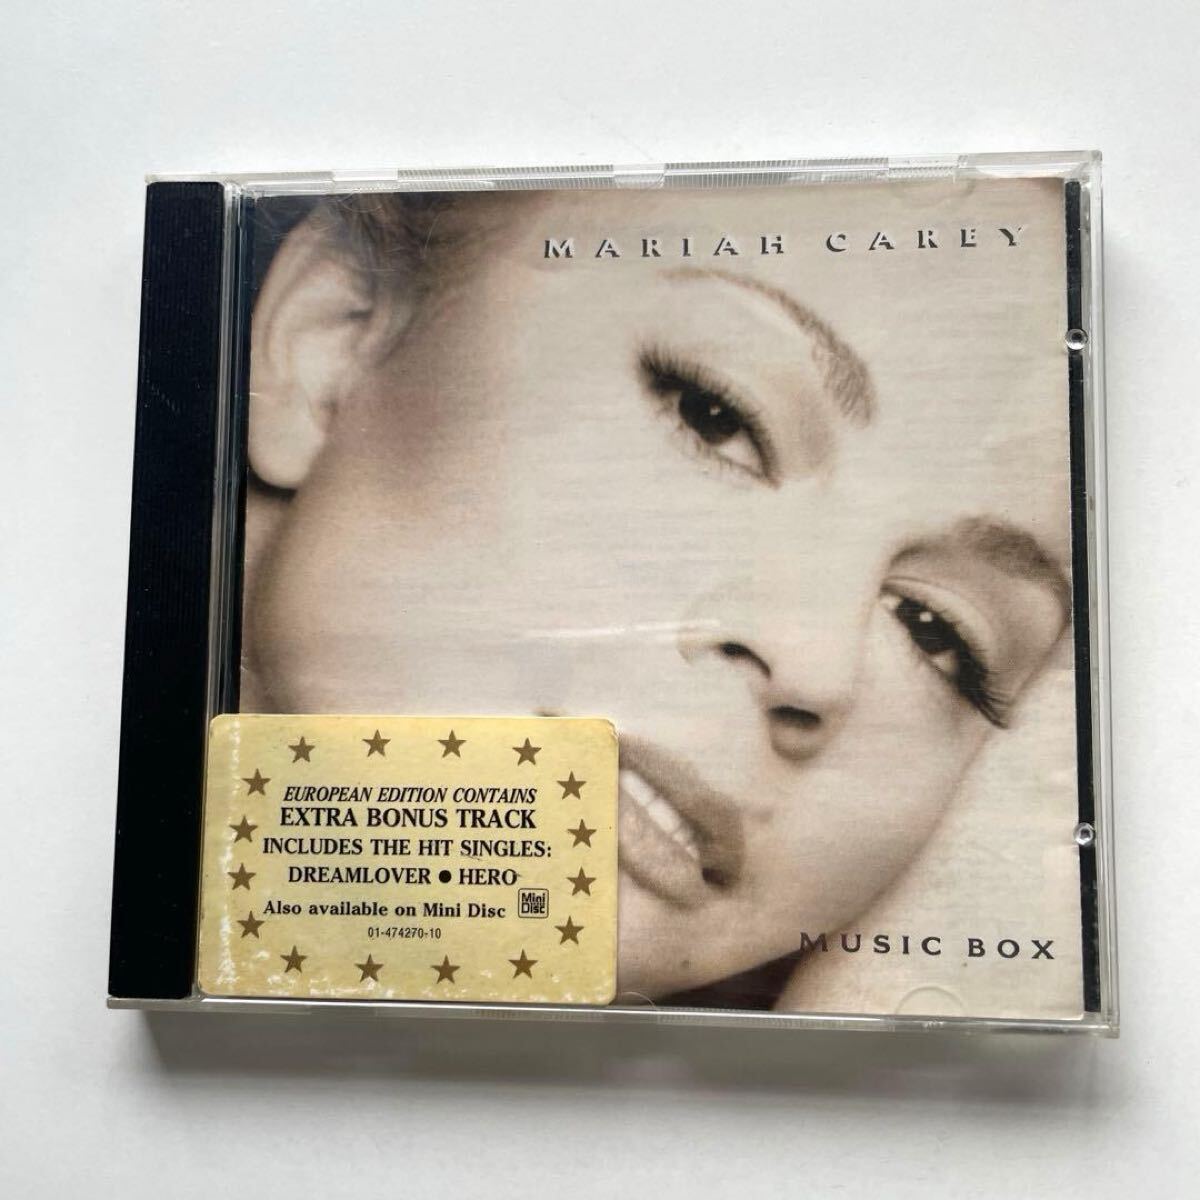 MARIAH CAREY
EUROPEAN EDITION CONTAINS
EXTRA BONUS TRACK
INCLUDES THE HIT SINGLES:
DREAMLOVER ● HERO
Also available on Mini Disc
Mini
Disc
01-474270-10
MUSIC BOX